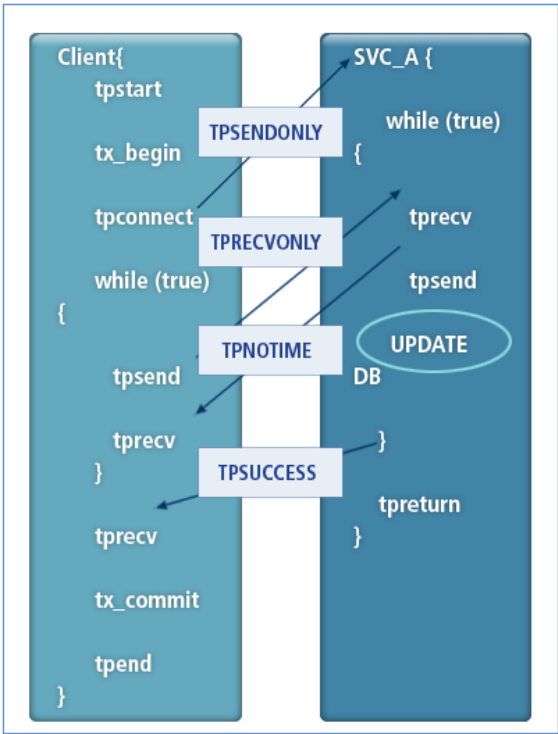 Client{
tpstart
tx_begin
tpconnect
while (true)
{
tpsend
tprecv
}
tprecv
tx_commit
tpend
}
TPSENDONLY
TPRECVONLY
TPNOTIME
TPSUCCESS
SVC_A {
while (true)
{
tprecv
tpsend
UPDATE
DB
}
tpreturn
}